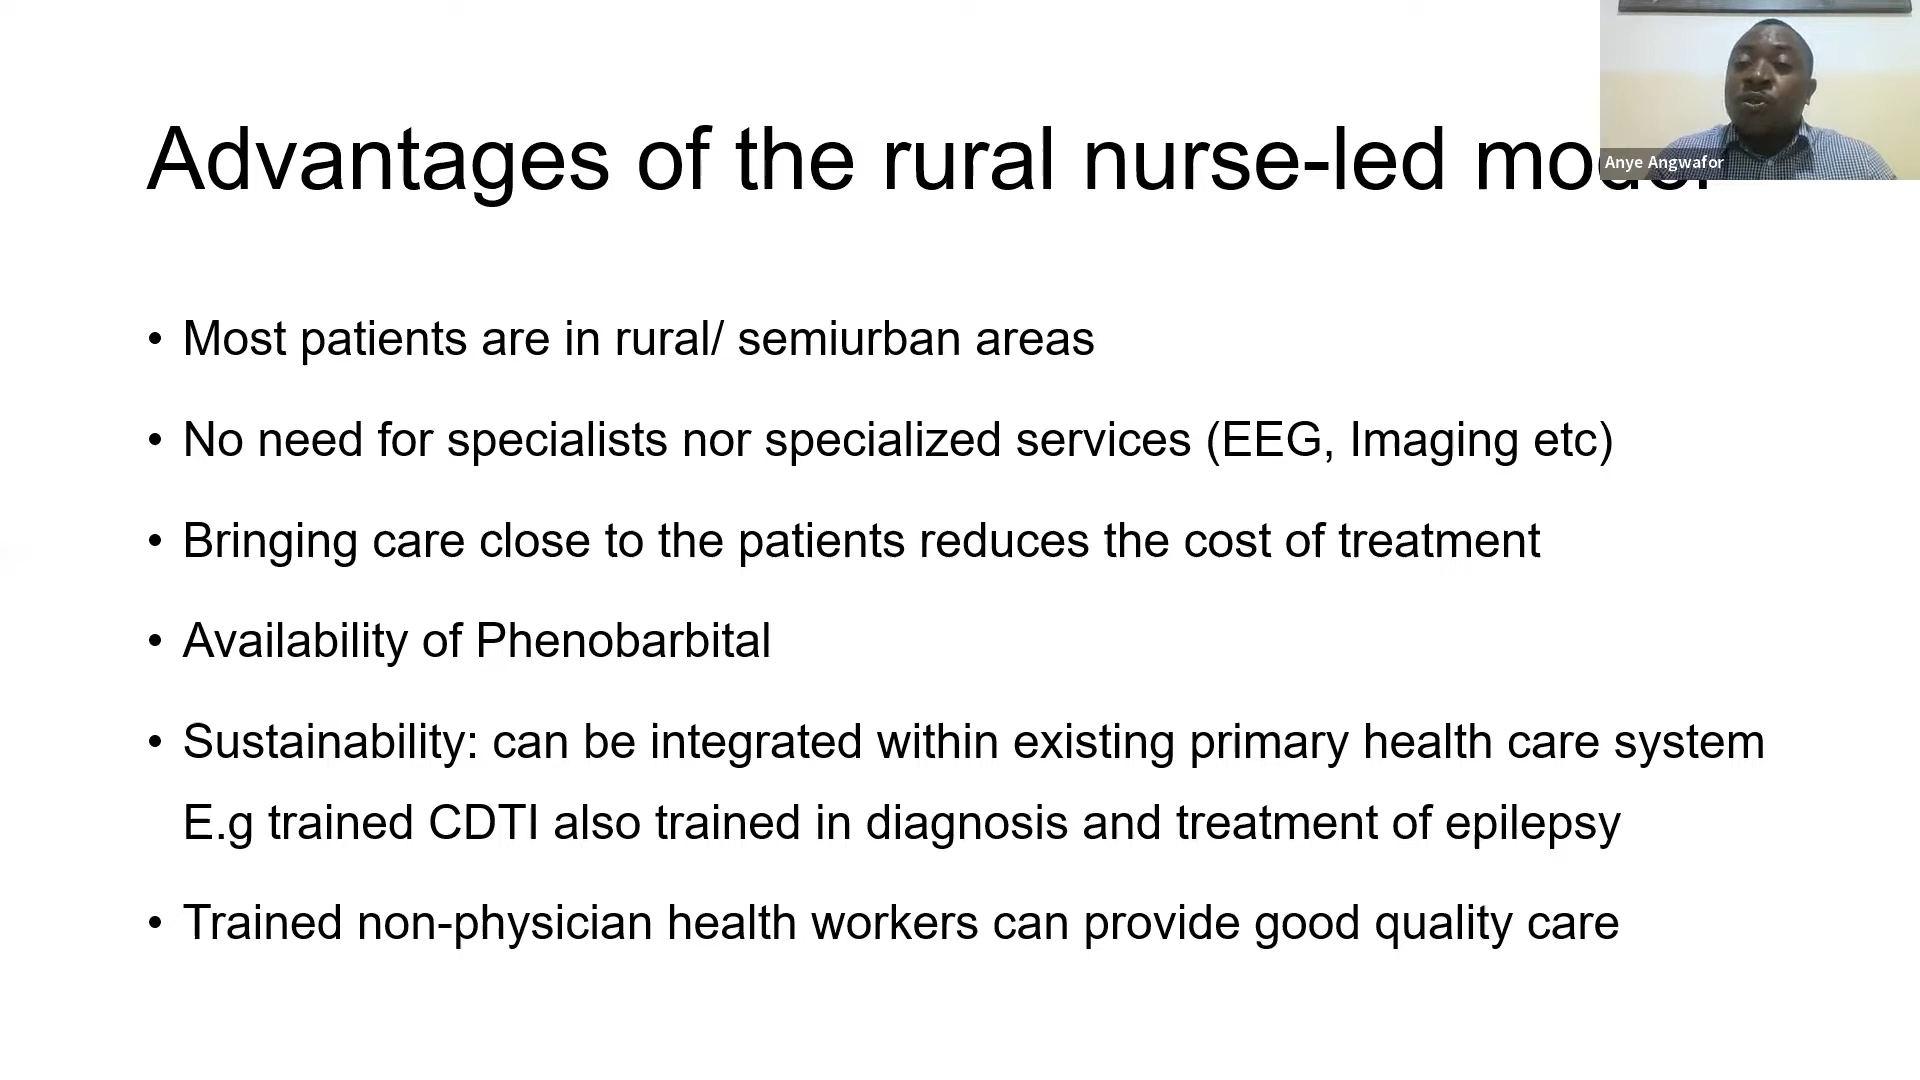 Advantages of the rural nurse-led model
Anye Angwafor
• Most patients are in rural/ semiurban areas
• No need for specialists nor specialized services (EEG, Imaging etc)
• Bringing care close to the patients reduces the cost of treatment
• Availability of Phenobarbital
• Sustainability: can be integrated within existing primary health care system
E.g trained CDTI also trained in diagnosis and treatment of epilepsy
• Trained non-physician health workers can provide good quality care